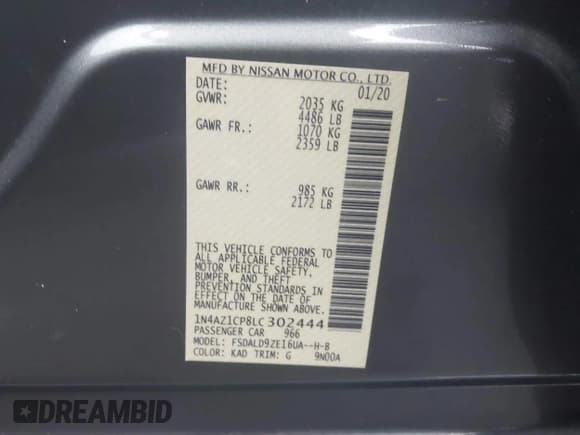 MFD BY NISSAN MOTOR CO., LTD.
DATE: 01/20
GVWR: 2035 KG
4486 LB
GAWR FR.: 1070 KG
2359 LB
GAWR RR.: 985 KG
2172 LB
THIS VEHICLE CONFORMS TO
ALL APPLICABLE FEDERAL
MOTOR VEHICLE SAFETY,
BUMPER, AND THEFT
PREVENTION STANDARDS IN
EFFECT ON THE DATE OF
MANUFACTURE SHOWN ABOVE.
1N4AZ1CP8LC302444
PASSENGER CAR 966
MODEL: FSDALD9ZE16UA--H-B
COLOR: KAD TRIM: G 9N00A
DREAMBID